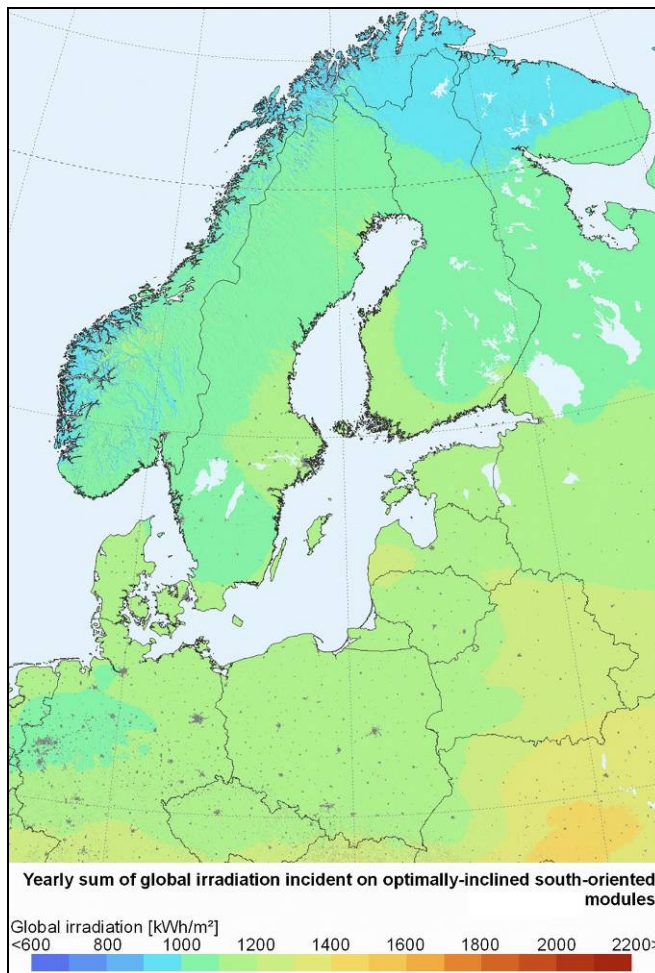 Yearly sum of global irradiation incident on optimally-inclined south-oriented
modules
Global irradiation [kWh/m²]
<600 800 1000 1200 1400 1600 1800 2000 2200>